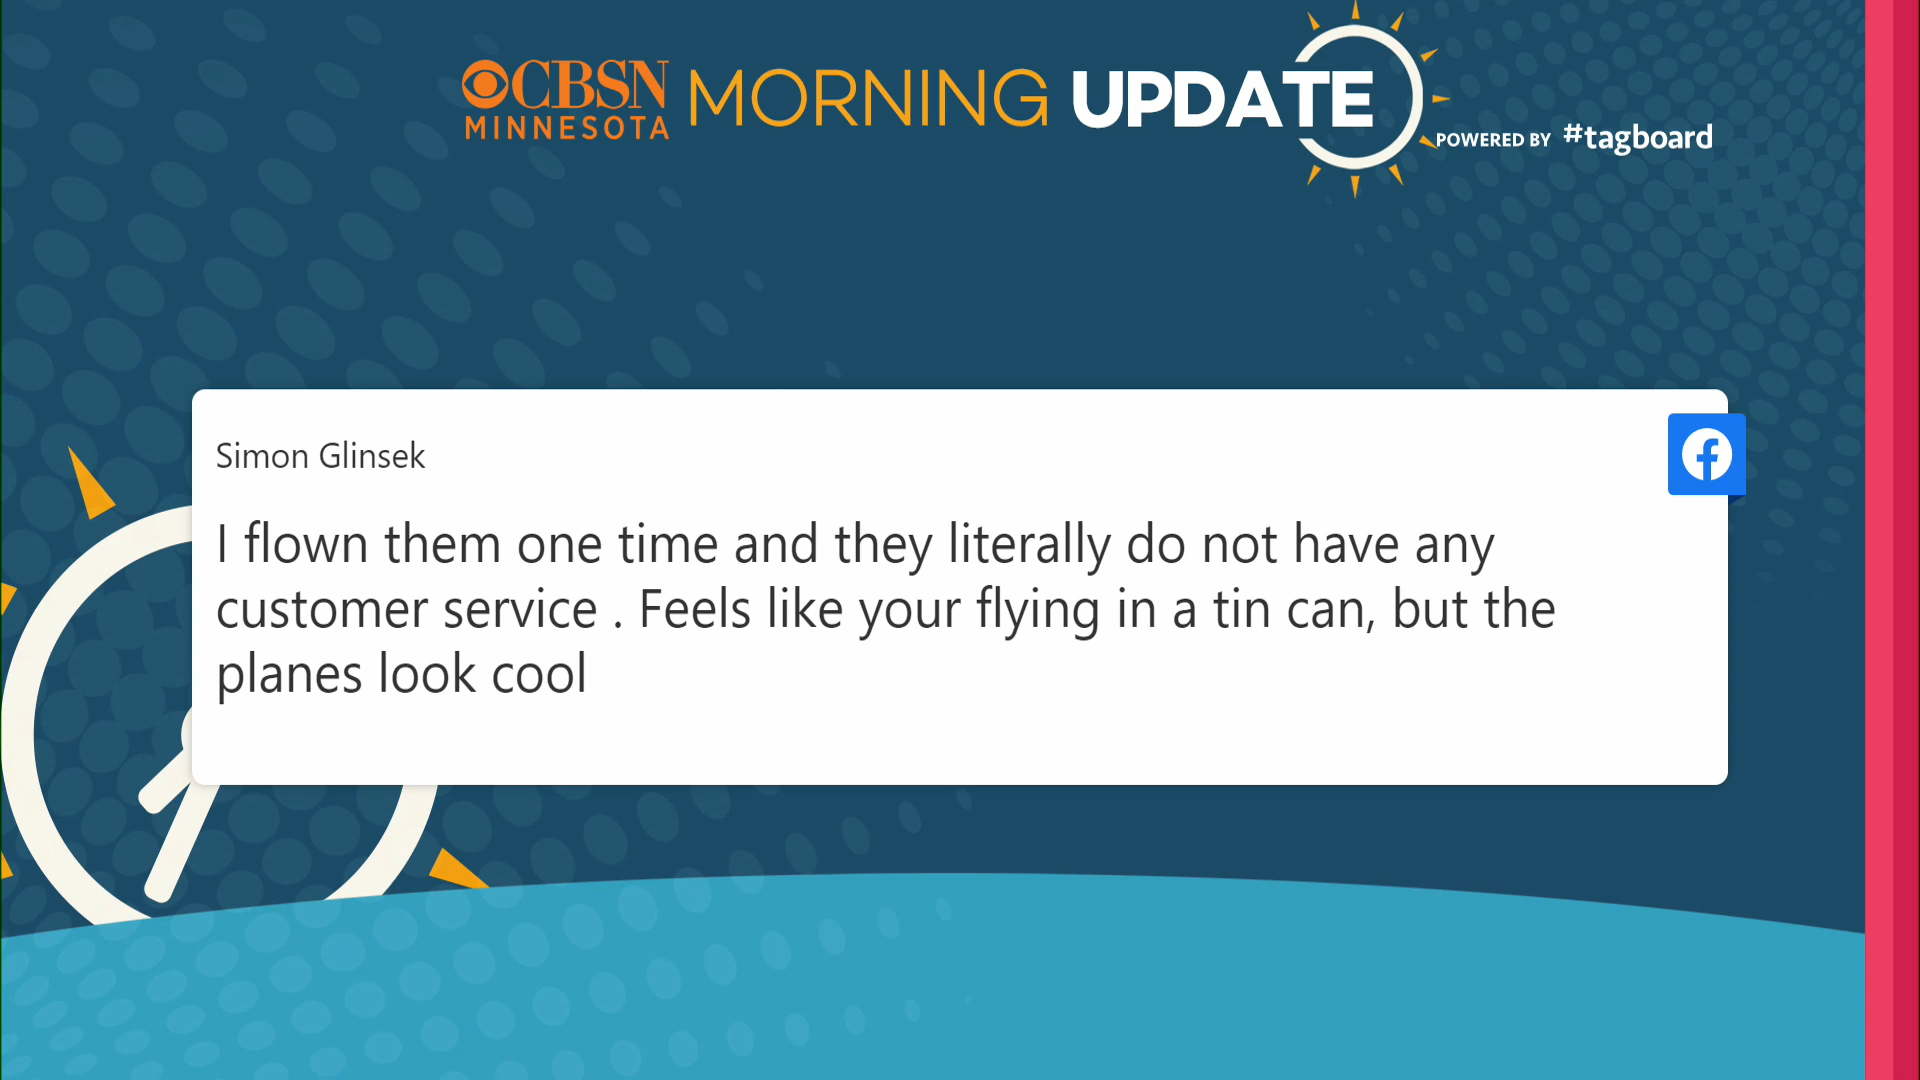 CBSN
MINNESOTA
MORNING UPDATE
POWERED BY #tagboard
Simon Glinsek
I flown them one time and they literally do not have any
customer service . Feels like your flying in a tin can, but the
planes look cool